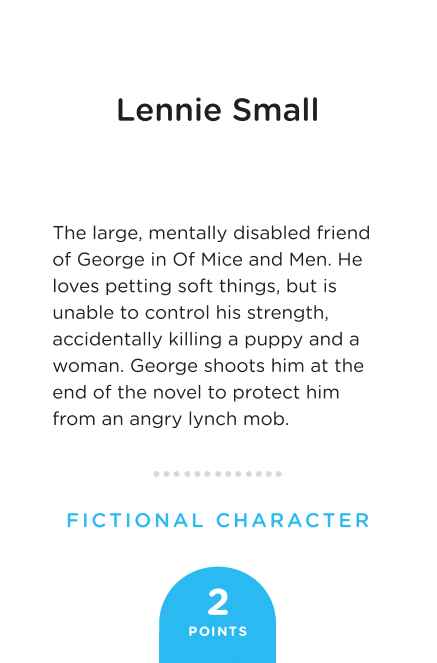 Lennie Small
The large, mentally disabled friend
of George in Of Mice and Men. He
loves petting soft things, but is
unable to control his strength,
accidentally killing a puppy and a
woman. George shoots him at the
end of the novel to protect him
from an angry lynch mob.
FICTIONAL CHARACTER
2
POINTS